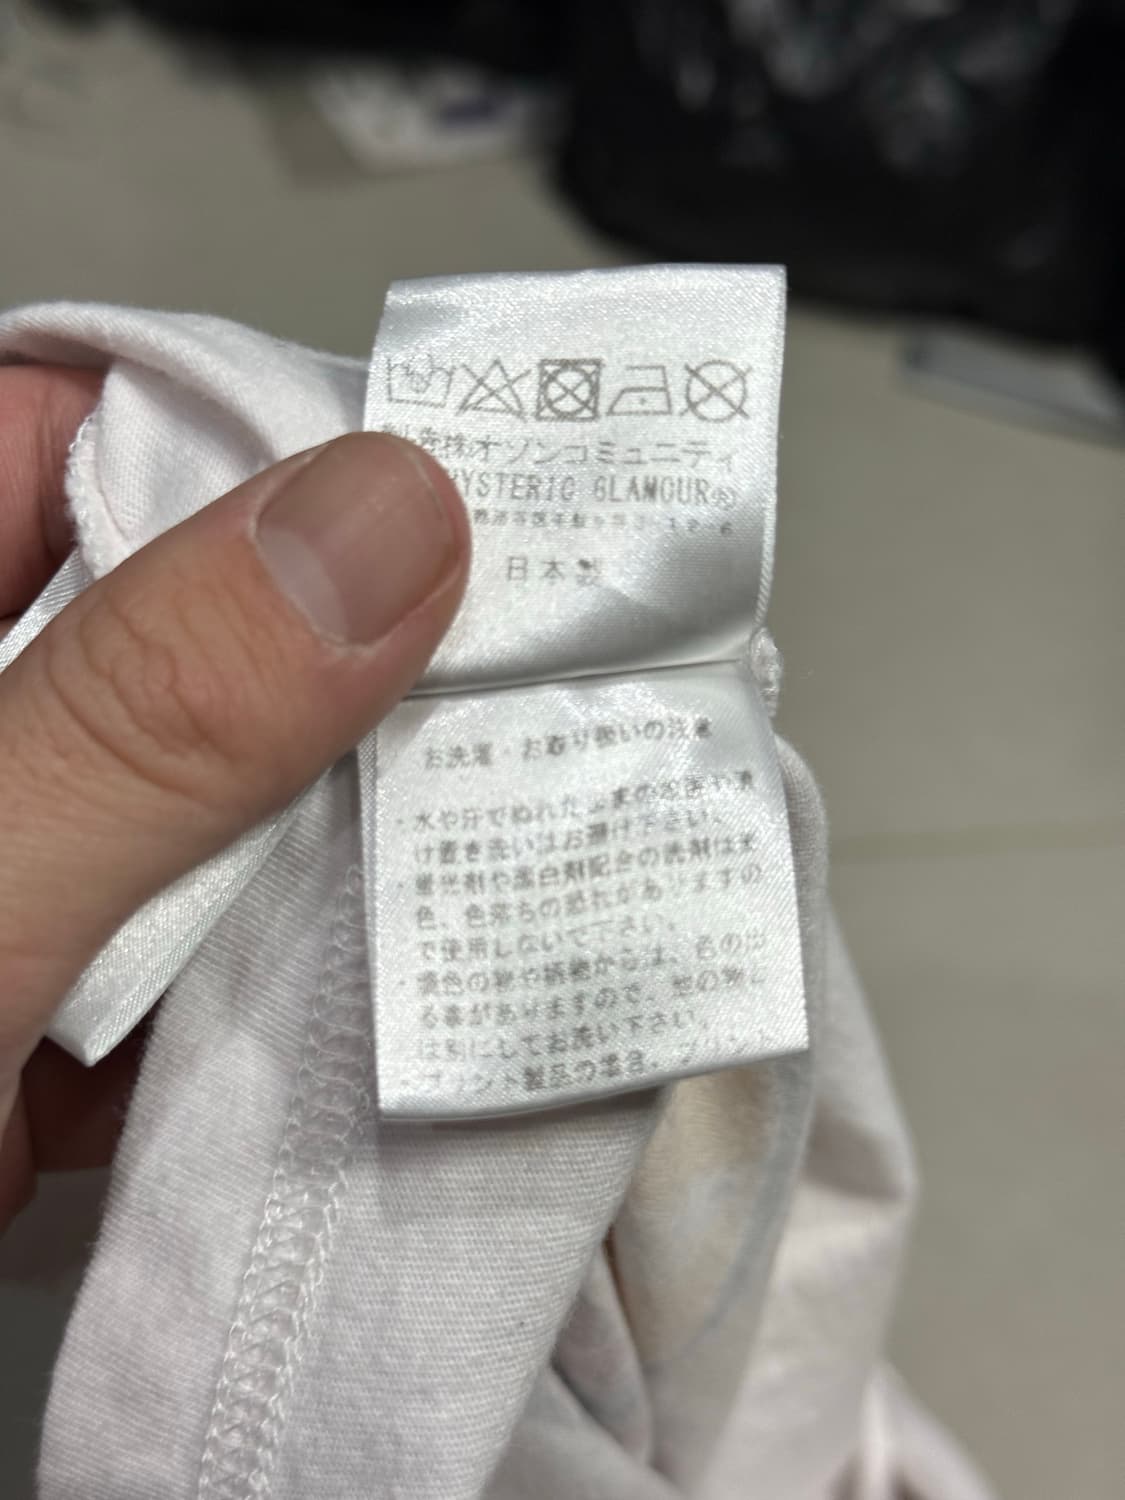 株オゾンコミュニティ
HYSTERIC GLAMOUR
日本製
お洗濯・お取り扱いの注意
・水や汗でぬれたままの放置や漬
け置き洗いはお避け下さい。
・蛍光剤や漂白剤配合の洗剤は変
色、色落ちの恐れがありますの
で使用しないで下さい。
・濃色の物や柄物からは、色の出
る事がありますので、他の物と
は別にしてお洗い下さい。
・プリント製品の場合、プリント